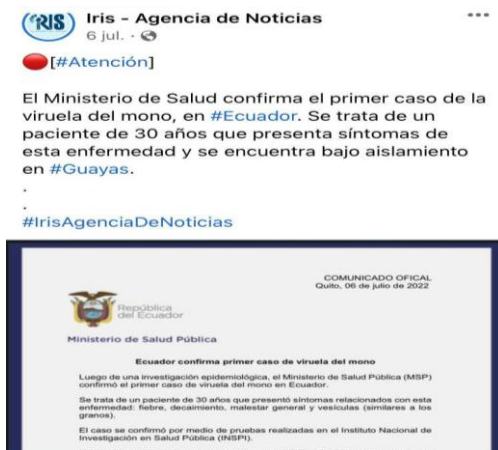 IRIS
Iris - Agencia de Noticias
6 jul. ·
[#Atención]
El Ministerio de Salud confirma el primer caso de la
viruela del mono, en #Ecuador. Se trata de un
paciente de 30 años que presenta síntomas de
esta enfermedad y se encuentra bajo aislamiento
en #Guayas.
.
.
#IrisAgenciaDeNoticias
COMUNICADO OFICAL
Quito, 06 de julio de 2022
República
del Ecuador
Ministerio de Salud Pública
Ecuador confirma primer caso de viruela del mono
Luego de una investigación epidemiológica, el Ministerio de Salud Pública (MSP)
confirmó el primer caso de viruela del mono en Ecuador.
Se trata de un paciente de 30 años que presentó síntomas relacionados con esta
enfermedad: fiebre, decaimiento, malestar general y vesículas (similares a los
granos).
El caso se confirmó por medio de pruebas realizadas en el Instituto Nacional de
Investigación en Salud Pública (INSPI).